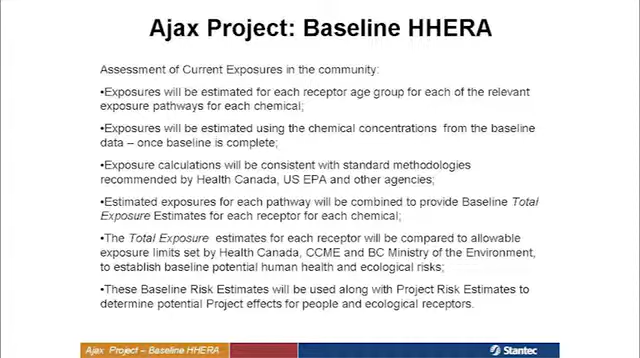 Ajax Project: Baseline HHERA
Assessment of Current Exposures in the community:
•Exposures will be estimated for each receptor age group for each of the relevant
exposure pathways for each chemical;
•Exposures will be estimated using the chemical concentrations from the baseline
data – once baseline is complete;
•Exposure calculations will be consistent with standard methodologies
recommended by Health Canada, US EPA and other agencies;
•Estimated exposures for each pathway will be combined to provide Baseline Total
Exposure Estimates for each receptor for each chemical;
•The Total Exposure estimates for each receptor will be compared to allowable
exposure limits set by Health Canada, CCME and BC Ministry of the Environment,
to establish baseline potential human health and ecological risks;
•These Baseline Risk Estimates will be used along with Project Risk Estimates to
determine potential Project effects for people and ecological receptors.
Ajax Project – Baseline HHERA
Stantec